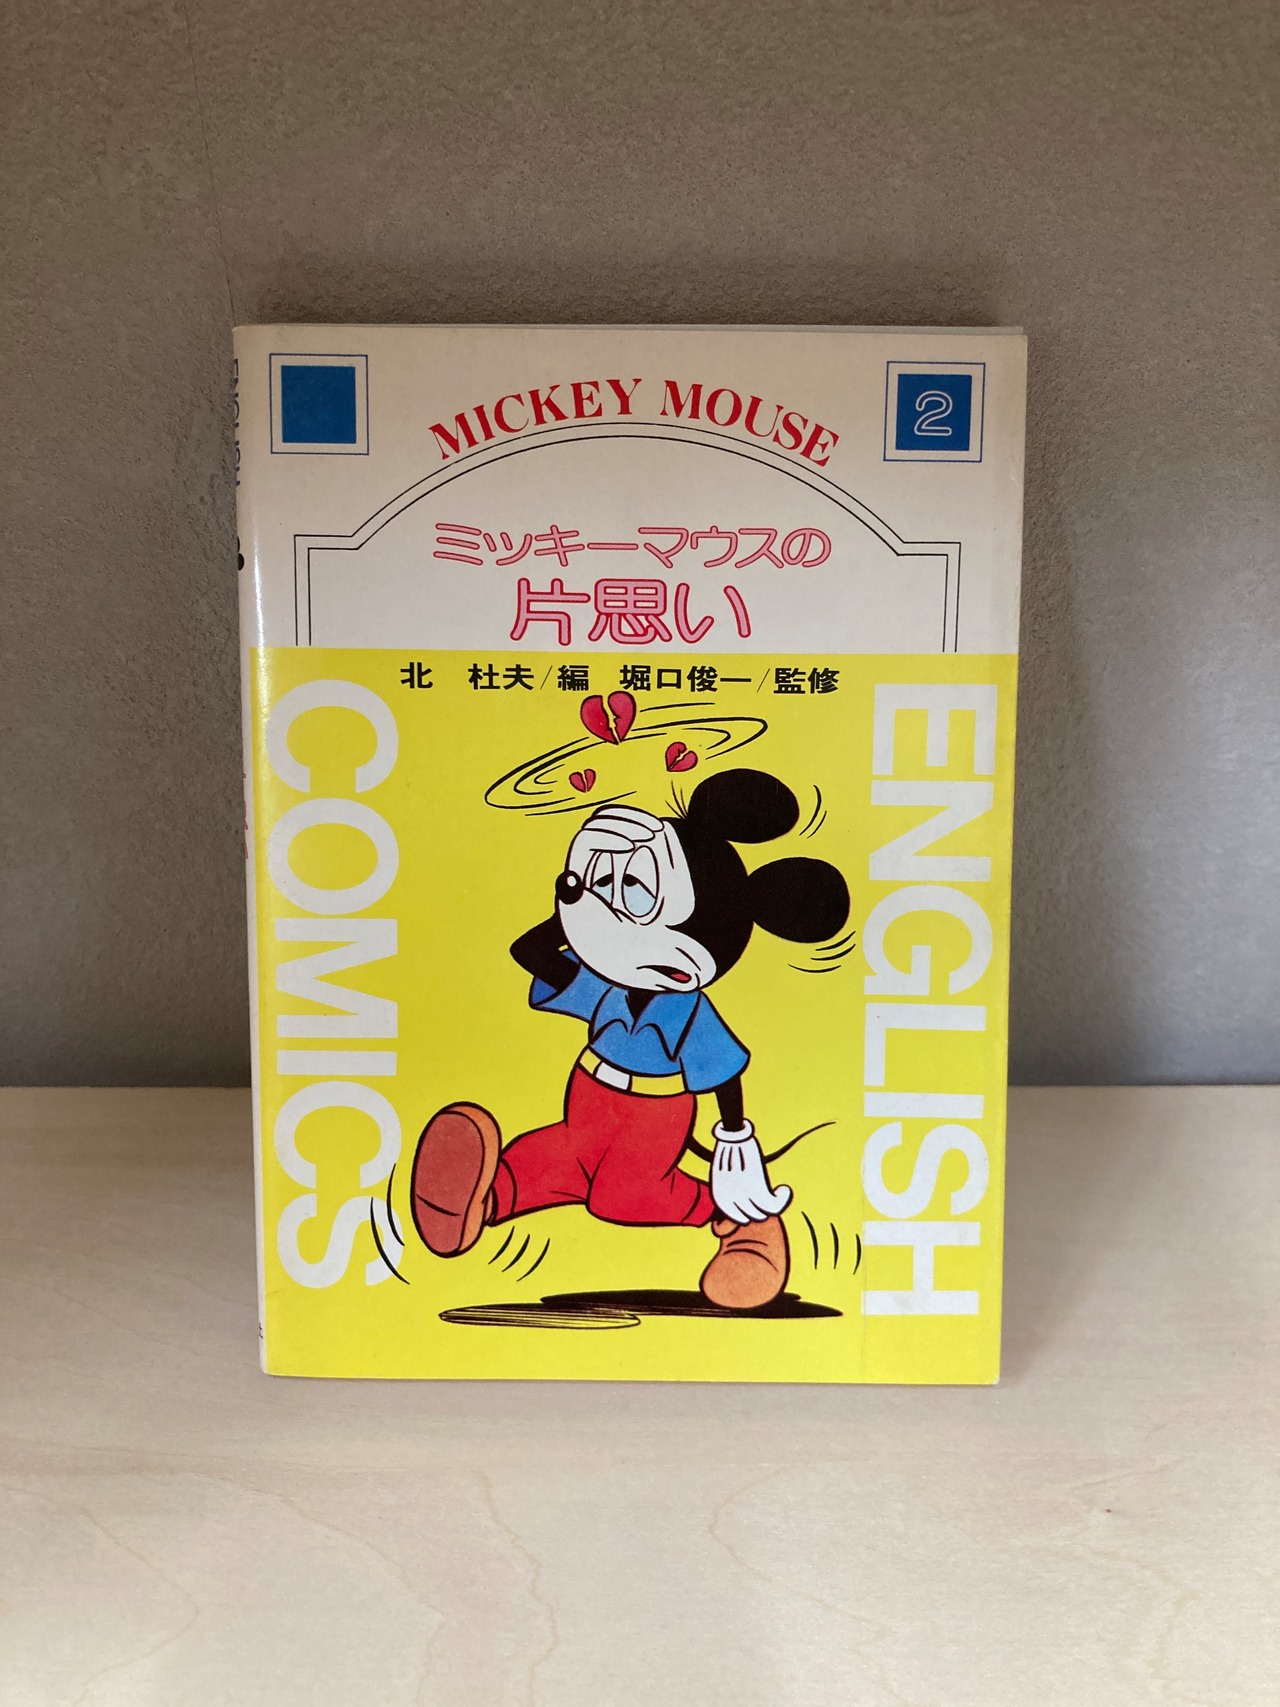 MICKEY MOUSE
2
ミッキーマウスの
片思い
北 杜夫/編 堀口俊一/監修
COMICS
ENGLISH